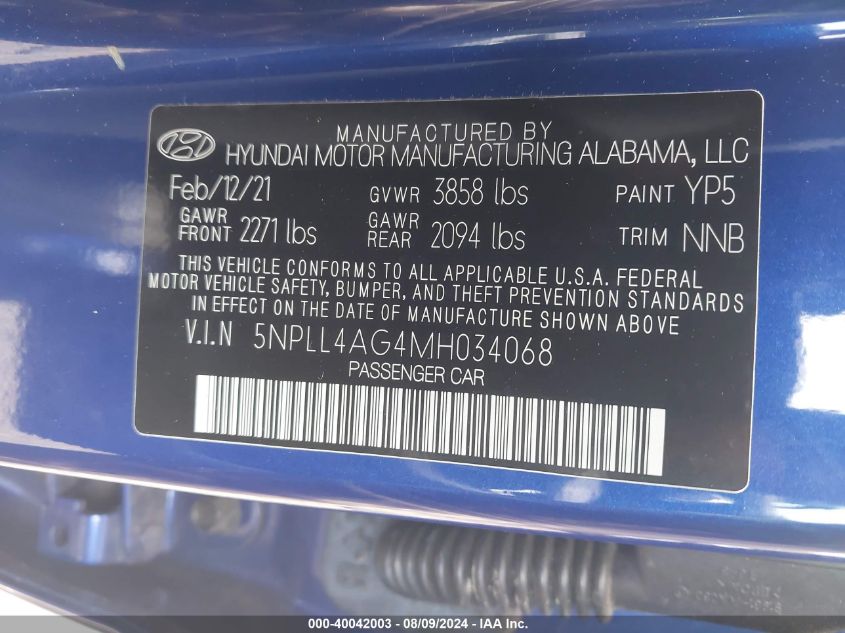 MANUFACTURED BY
HYUNDAI MOTOR MANUFACTURING ALABAMA, LLC
Feb/12/21 GVWR 3858 lbs PAINT YP5
GAWR FRONT 2271 lbs GAWR REAR 2094 lbs TRIM NNB
THIS VEHICLE CONFORMS TO ALL APPLICABLE U.S.A. FEDERAL
MOTOR VEHICLE SAFETY, BUMPER, AND THEFT PREVENTION STANDARDS
IN EFFECT ON THE DATE OF MANUFACTURE SHOWN ABOVE.
V.I.N 5NPLL4AG4MH034068
PASSENGER CAR
000-40042003 - 08/09/2024 - IAA Inc.